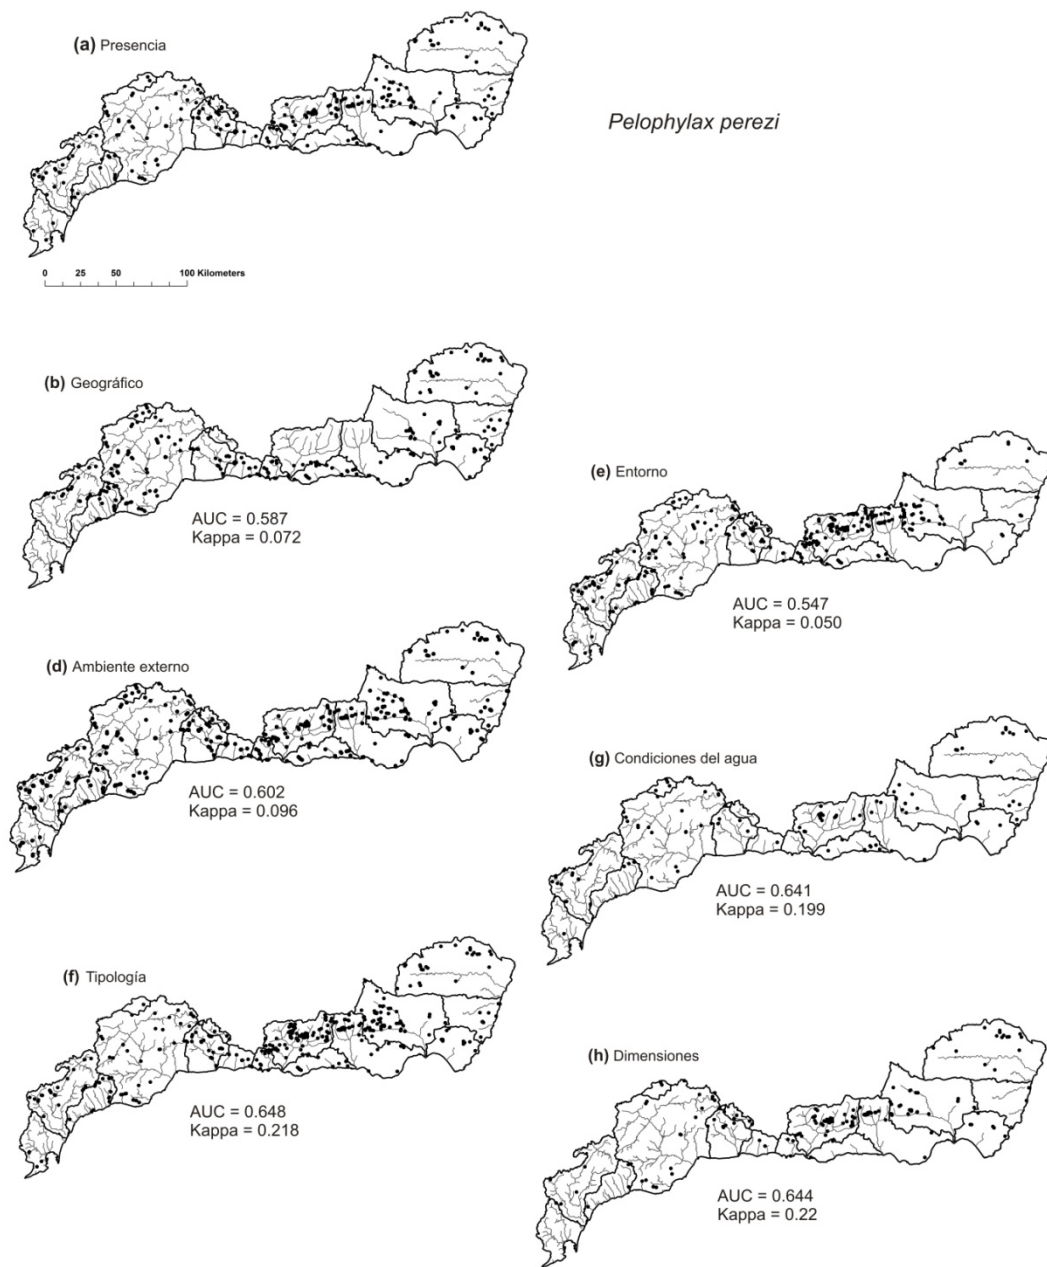 (a) Presencia
Pelophylax perezi
0 25 50 100 Kilometers
(b) Geográfico
AUC = 0.587
Kappa = 0.072
(e) Entorno
AUC = 0.547
Kappa = 0.050
(d) Ambiente externo
AUC = 0.602
Kappa = 0.096
(g) Condiciones del agua
AUC = 0.641
Kappa = 0.199
(f) Tipología
AUC = 0.648
Kappa = 0.218
(h) Dimensiones
AUC = 0.644
Kappa = 0.22